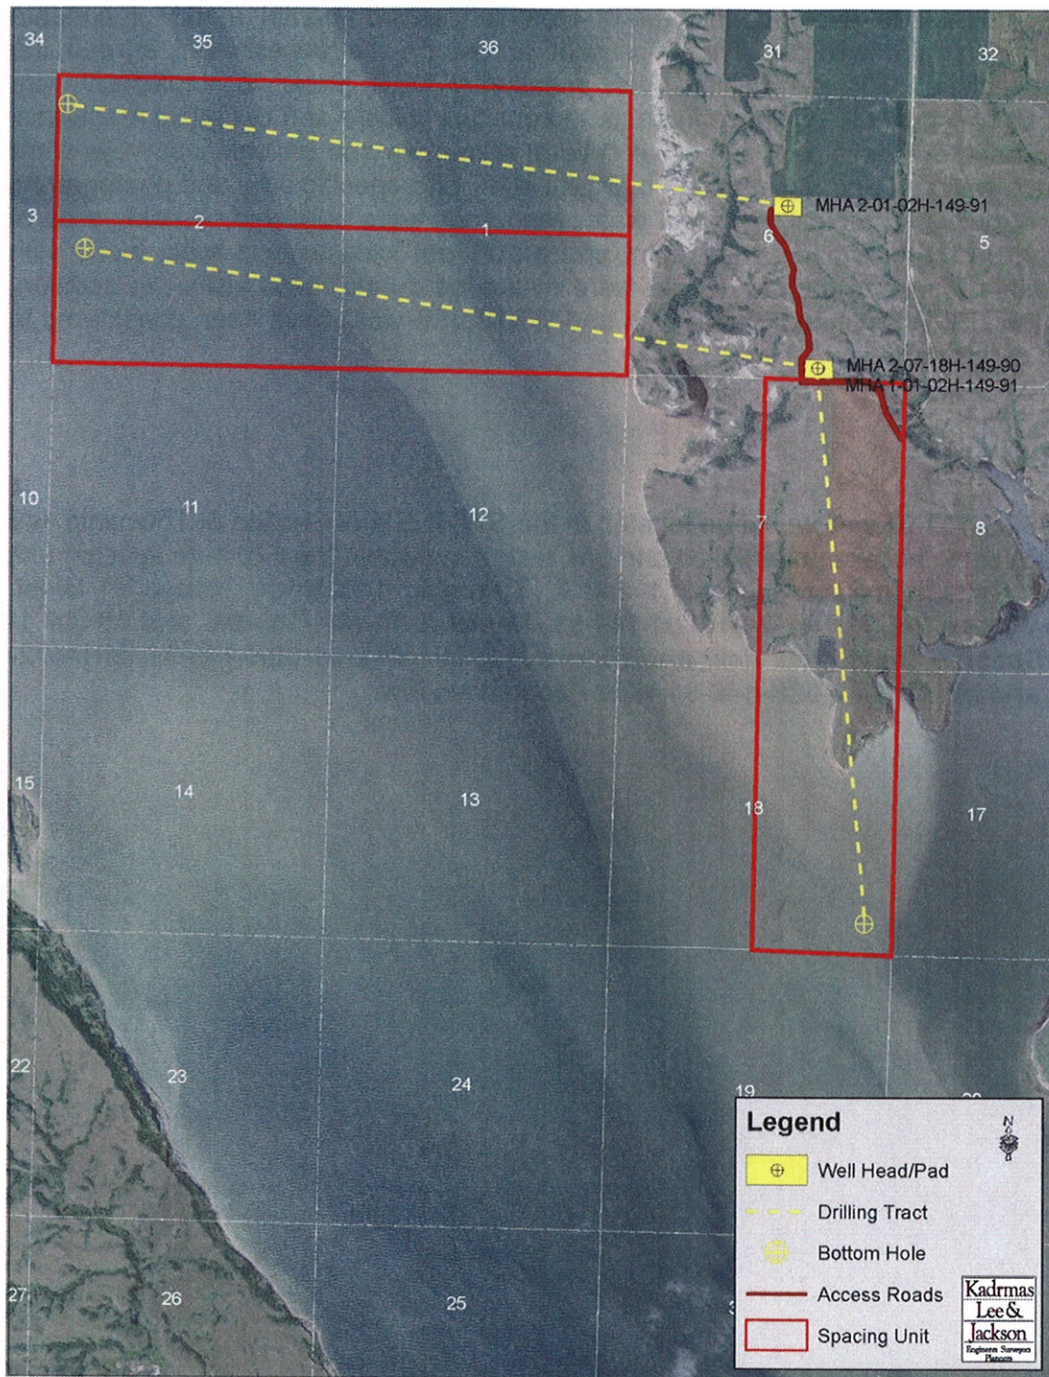 34
35
36
31
32
3
2
1
6
5
MHA 2-01-02H-149-91
MHA 2-07-18H-149-90
MHA 1-01-02H-149-91
10
11
12
7
8
15
14
13
18
17
22
23
24
19
27
26
25
Legend
N
Well Head/Pad
Drilling Tract
Bottom Hole
Access Roads
Spacing Unit
Kadrmas
Lee &
Jackson
Engineers Surveyors
Planners